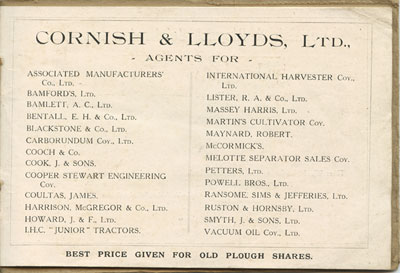 CORNISH & LLOYDS, LTD.,
- AGENTS FOR -
ASSOCIATED MANUFACTURERS'
Co., LTD.
BAMFORD'S, LTD.
BAMLETT, A. C., LTD.
BENTALL, E. H. & Co., LTD.
BLACKSTONE & Co., LTD.
CARBORUNDUM COY., LTD.
COOCH & Co.
COOK, J. & SONS.
COOPER STEWART ENGINEERING
COY.
COULTAS, JAMES.
HARRISON, McGREGOR & Co., LTD.
HOWARD, J. & F., LTD.
I.H.C. "JUNIOR" TRACTORS.
INTERNATIONAL HARVESTER COY.,
LTD.
LISTER, R. A. & Co., LTD.
MASSEY HARRIS, LTD.
MARTIN'S CULTIVATOR COY.
MAYNARD, ROBERT.
McCORMICK'S.
MELOTTE SEPARATOR SALES COY.
PETTERS, LTD.
POWELL BROS., LTD.
RANSOME, SIMS & JEFFERIES, LTD.
RUSTON & HORNSBY, LTD.
SMYTH, J. & SONS, LTD.
VACUUM OIL COY., LTD.
BEST PRICE GIVEN FOR OLD PLOUGH SHARES.